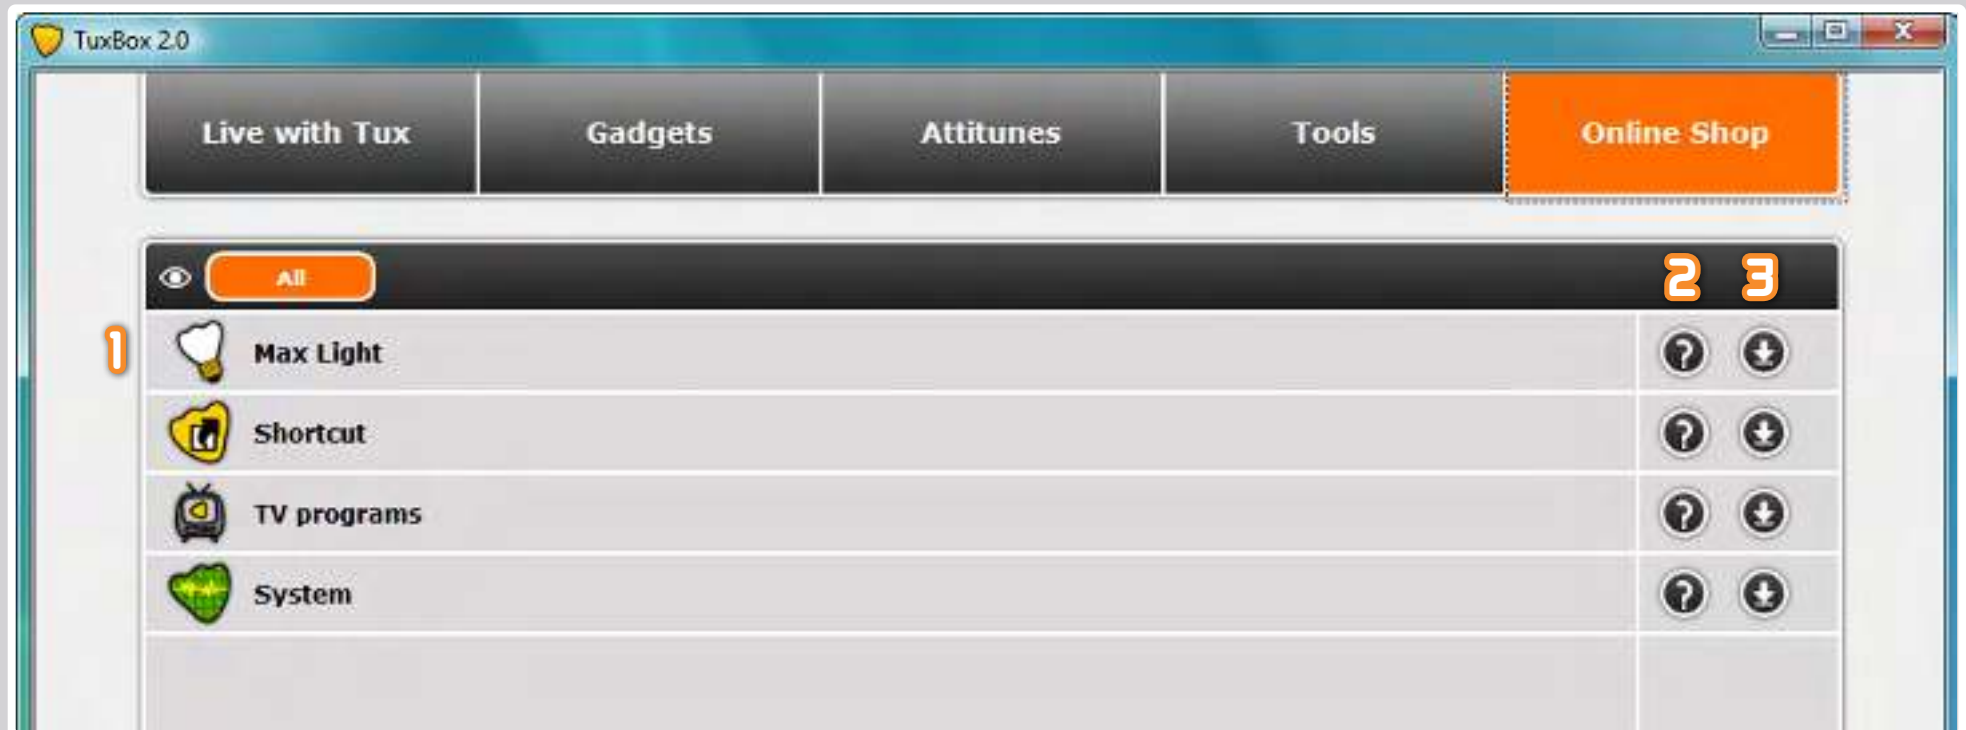 TuxBox 2.0
Live with Tux Gadgets Attitunes Tools Online Shop
All 2 3
1 Max Light ?
Shortcut ?
TV programs ?
System ?